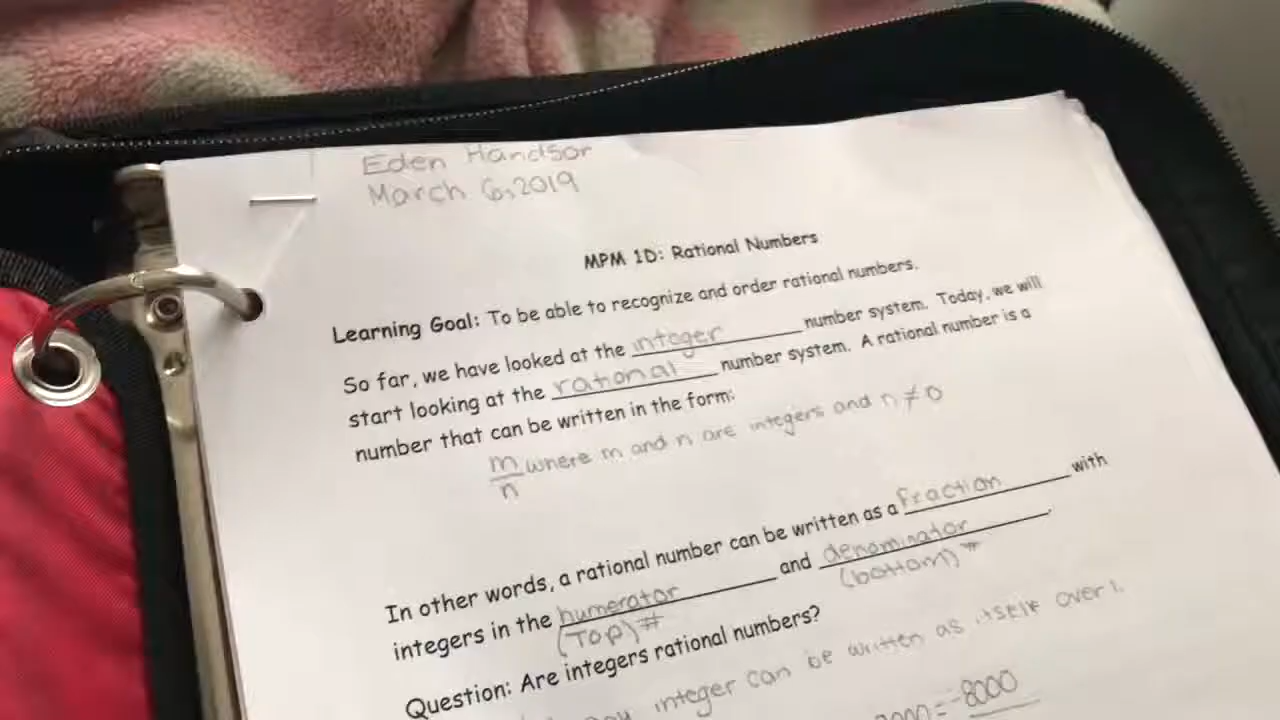 Eden Handsor
March 6, 2019
MPM 1D: Rational Numbers
Learning Goal: To be able to recognize and order rational numbers.
So far, we have looked at the integer number system. Today, we will
start looking at the rational number system. A rational number is a
number that can be written in the form:
m/n where m and n are integers and n ≠ 0
In other words, a rational number can be written as a fraction with
integers in the numerator and denominator.
(TOP)# (bottom)#
Question: Are integers rational numbers?
integer can be written as itself over 1.
= -8000